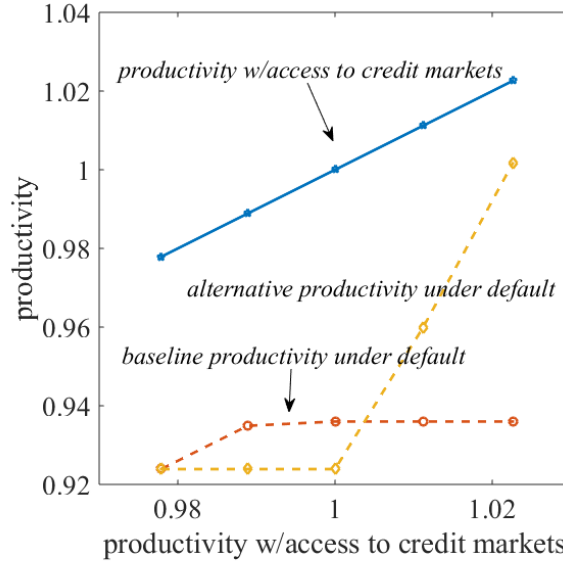 1.04
productivity w/access to credit markets
1.02
1
0.98
alternative productivity under default
0.96
baseline productivity under default
0.94
0.92
productivity
0.98 1 1.02
productivity w/access to credit markets